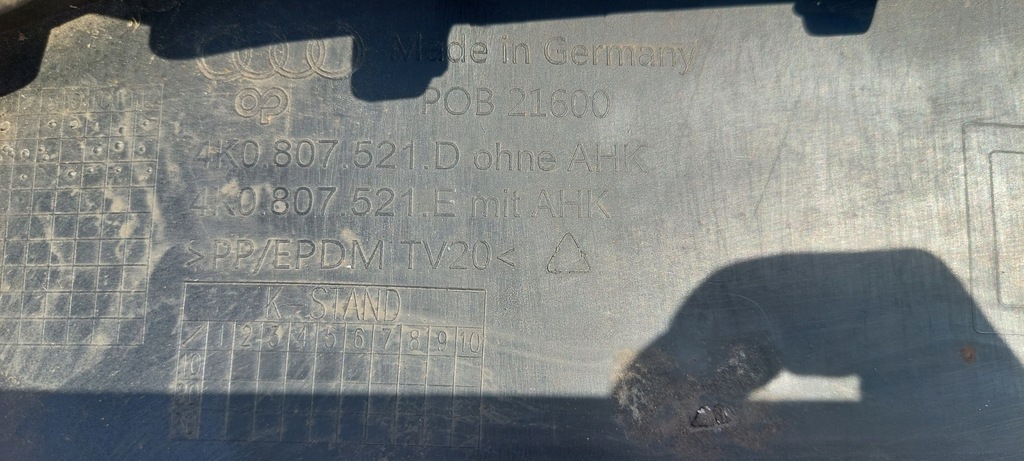 Made in Germany
POB 21600
4K0.807.521.D ohne AHK
4K0.807.521.E mit AHK
>PP/EPDM TV20<
K-STAND
1 2 3 4 5 6 7 8 9 10